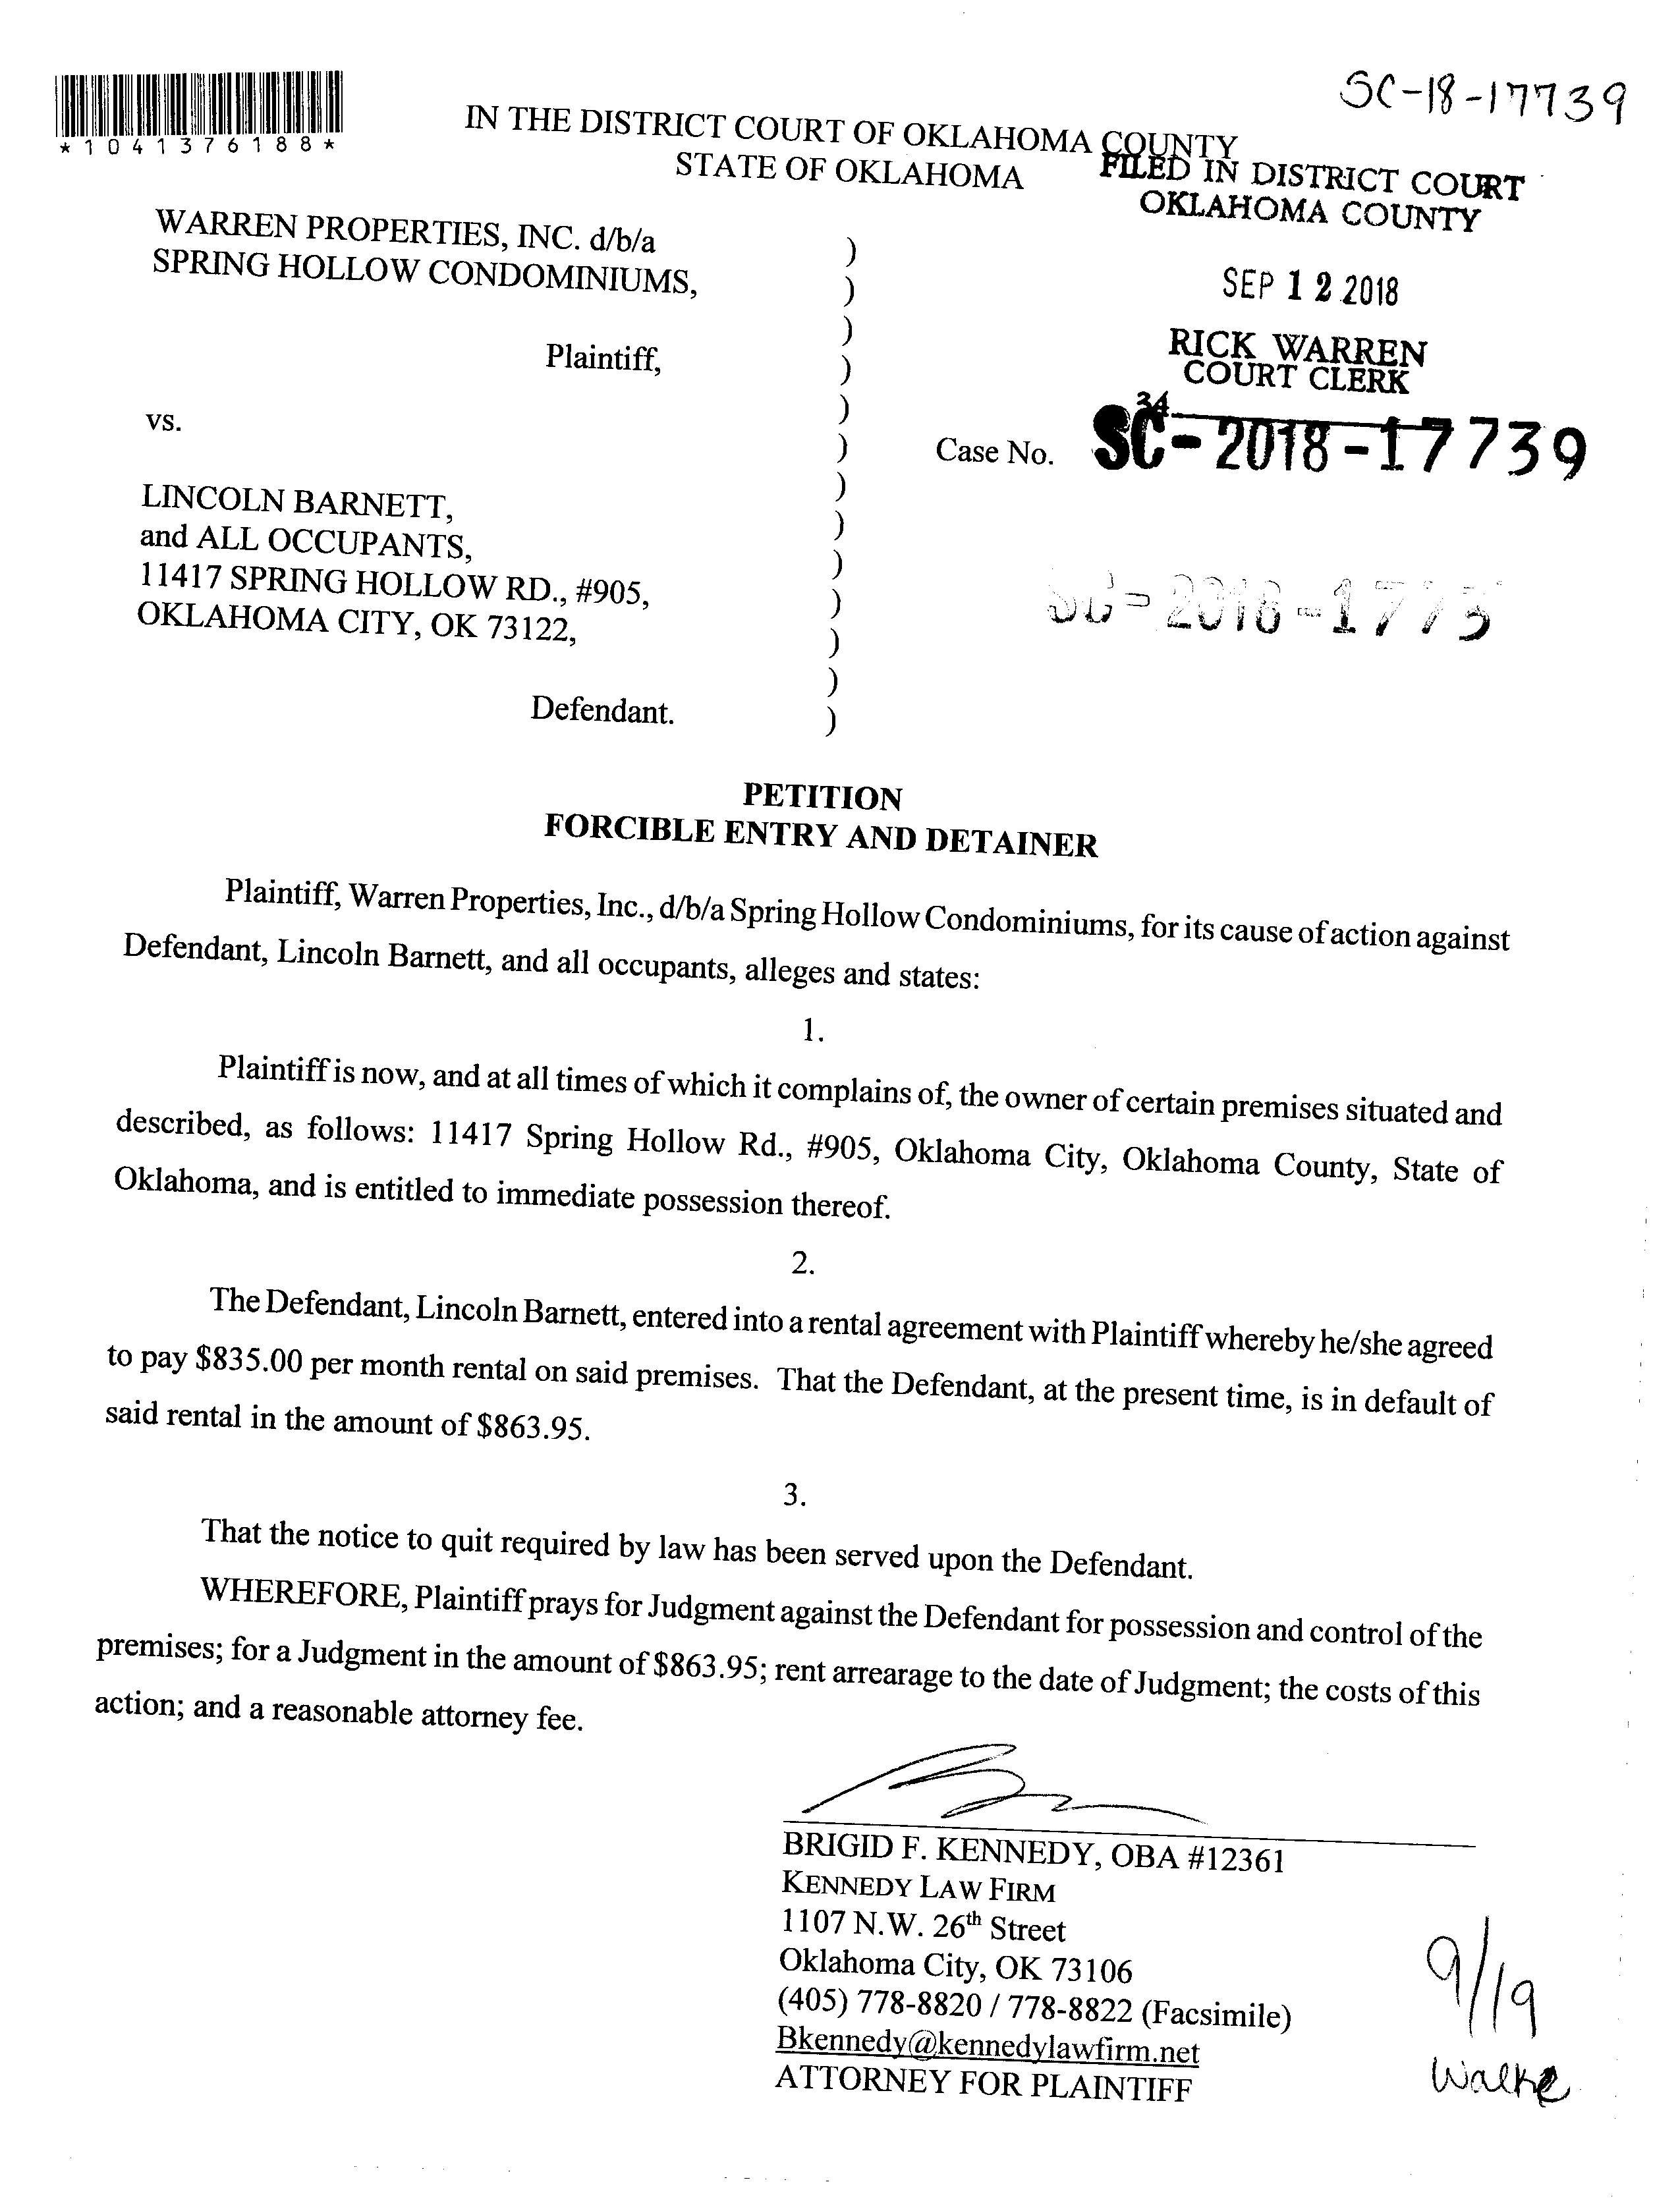 SC-18-17739
*1041376188*
IN THE DISTRICT COURT OF OKLAHOMA COUNTY
STATE OF OKLAHOMA
FILED IN DISTRICT COURT
OKLAHOMA COUNTY
WARREN PROPERTIES, INC. d/b/a )
SPRING HOLLOW CONDOMINIUMS, )
SEP 12 2018
)
Plaintiff, )
RICK WARREN
COURT CLERK
34
)
vs. )
Case No. SC-2018-17739
)
LINCOLN BARNETT, )
and ALL OCCUPANTS, )
11417 SPRING HOLLOW RD., #905, )
OKLAHOMA CITY, OK 73122, )
SC-2018-1773
)
Defendant. )
PETITION
FORCIBLE ENTRY AND DETAINER
Plaintiff, Warren Properties, Inc., d/b/a Spring Hollow Condominiums, for its cause of action against
Defendant, Lincoln Barnett, and all occupants, alleges and states:
1.
Plaintiff is now, and at all times of which it complains of, the owner of certain premises situated and
described, as follows: 11417 Spring Hollow Rd., #905, Oklahoma City, Oklahoma County, State of
Oklahoma, and is entitled to immediate possession thereof.
2.
The Defendant, Lincoln Barnett, entered into a rental agreement with Plaintiff whereby he/she agreed
to pay $835.00 per month rental on said premises. That the Defendant, at the present time, is in default of
said rental in the amount of $863.95.
3.
That the notice to quit required by law has been served upon the Defendant.
WHEREFORE, Plaintiff prays for Judgment against the Defendant for possession and control of the
premises; for a Judgment in the amount of $863.95; rent arrearage to the date of Judgment; the costs of this
action; and a reasonable attorney fee.
BRIGID F. KENNEDY, OBA #12361
KENNEDY LAW FIRM
1107 N.W. 26th Street
Oklahoma City, OK 73106
(405) 778-8820 / 778-8822 (Facsimile)
Bkennedy@kennedylawfirm.net
ATTORNEY FOR PLAINTIFF
9/19
Walke